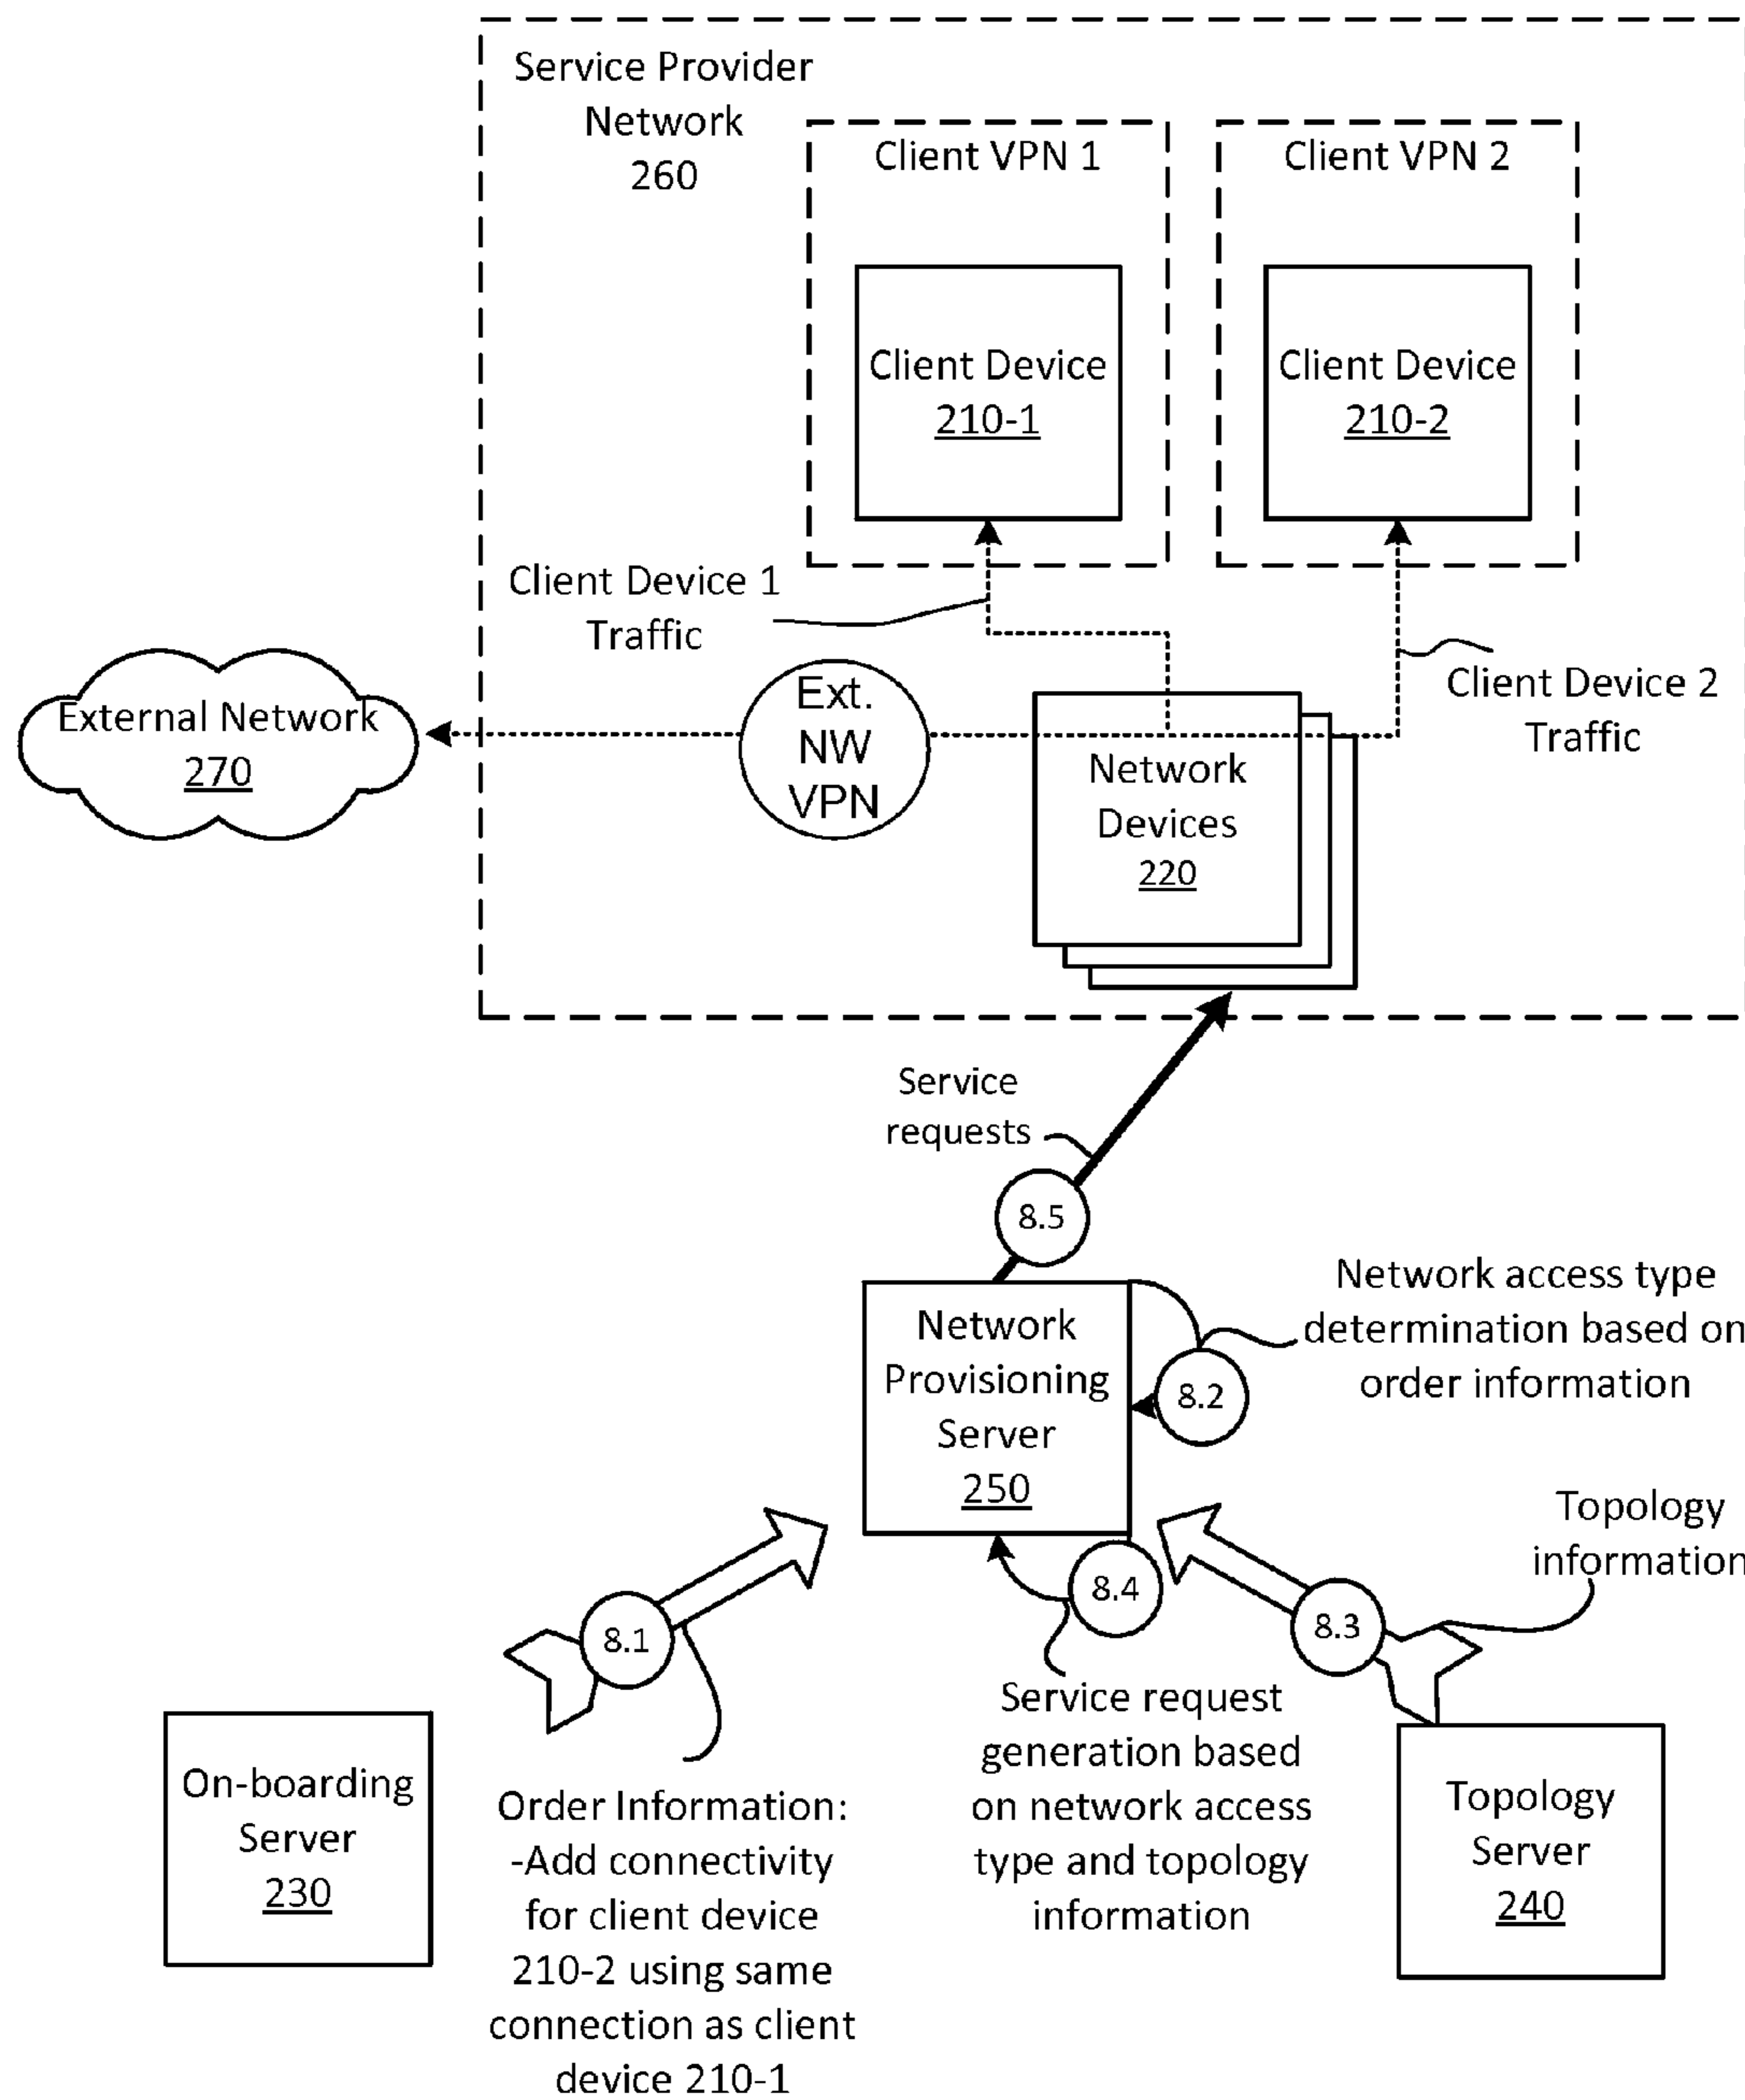 Service Provider
Network
260
Client VPN 1
Client VPN 2
Client Device
210-1
Client Device
210-2
Client Device 1
Traffic
Client Device 2
Traffic
External Network
270
Ext.
NW
VPN
Network
Devices
220
Service
requests
8.5
Network
Provisioning
Server
250
Network access type
determination based on
order information
8.2
Topology
information
8.4
8.3
8.1
On-boarding
Server
230
Order Information:
-Add connectivity
for client device
210-2 using same
connection as client
device 210-1
Service request
generation based
on network access
type and topology
information
Topology
Server
240